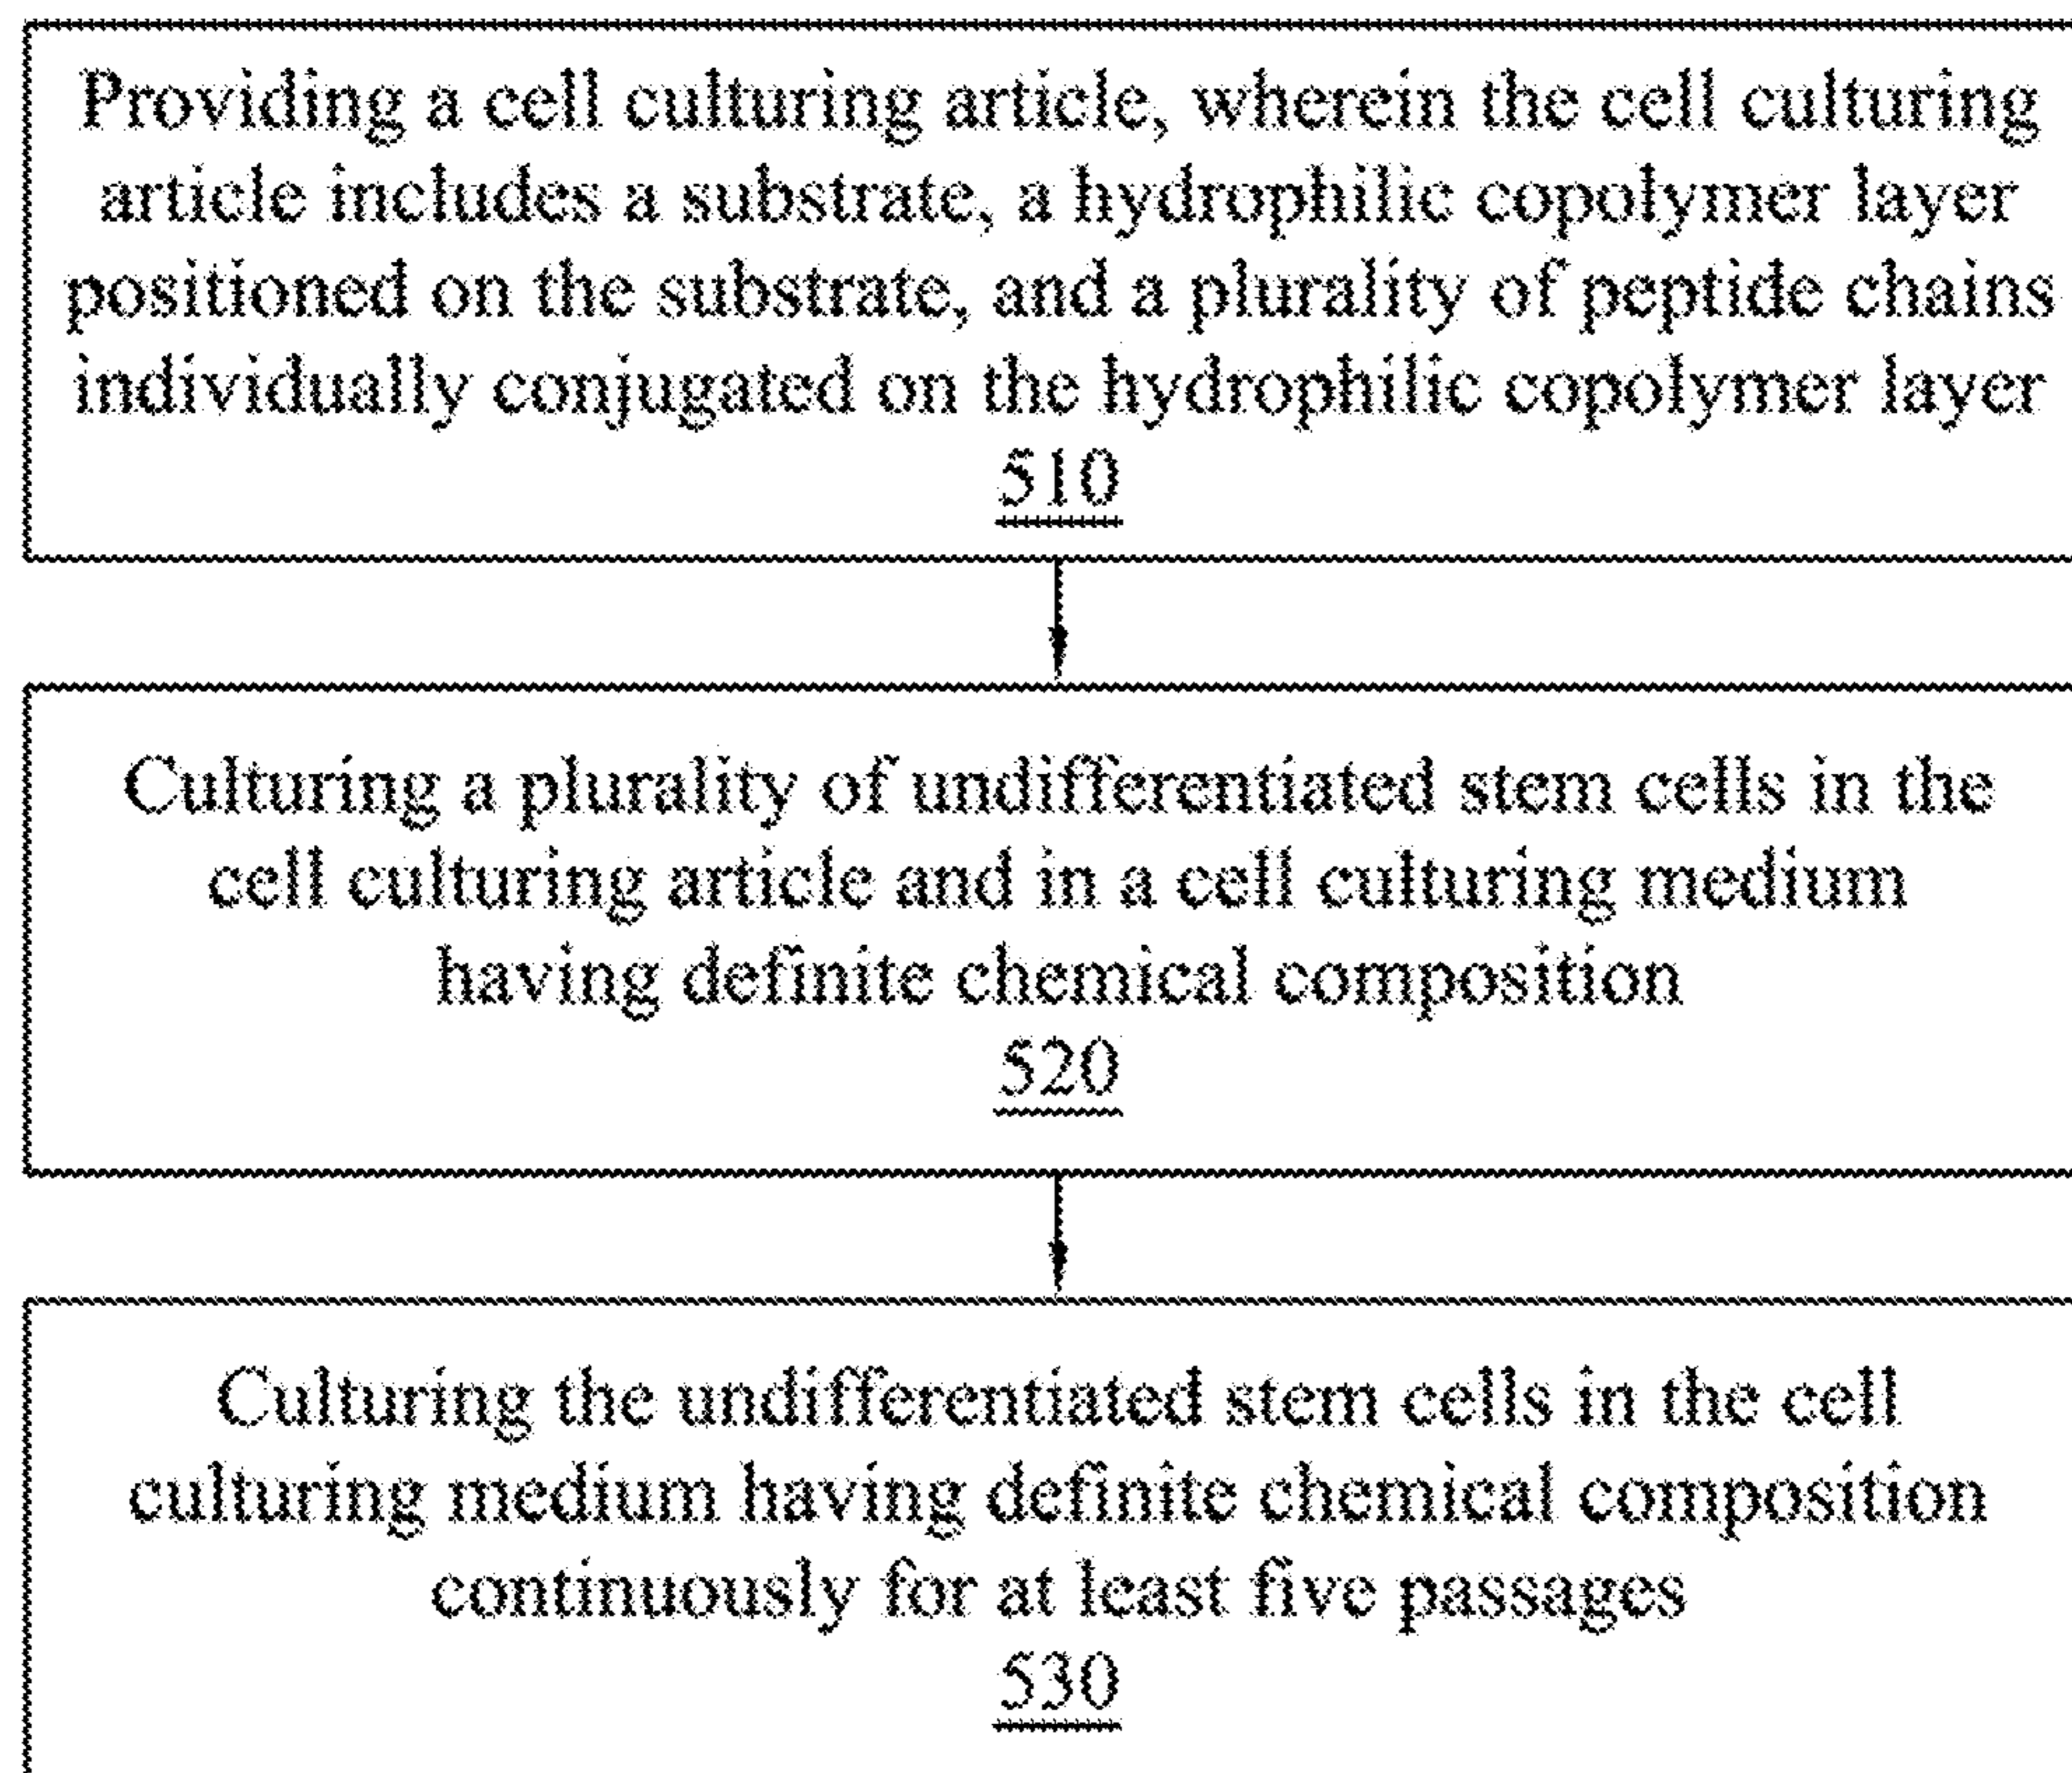 Providing a cell culturing article, wherein the cell culturing
article includes a substrate, a hydrophilic copolymer layer
positioned on the substrate, and a plurality of peptide chains
individually conjugated on the hydrophilic copolymer layer
510
Culturing a plurality of undifferentiated stem cells in the
cell culturing article and in a cell culturing medium
having definite chemical composition
520
Culturing the undifferentiated stem cells in the cell
culturing medium having definite chemical composition
continuously for at least five passages
530